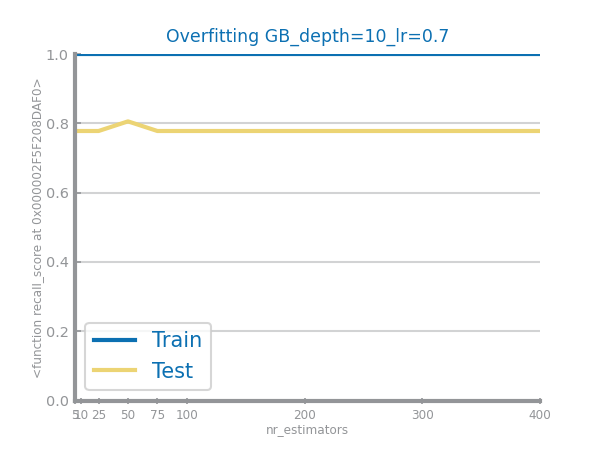 Overfitting GB_depth=10_lr=0.7
<function recall_score at 0x000002F5F208DAF0>
1.0
0.8
0.6
0.4
0.2
0.0
Train
Test
5 10 25 50 75 100 200 300 400
nr_estimators